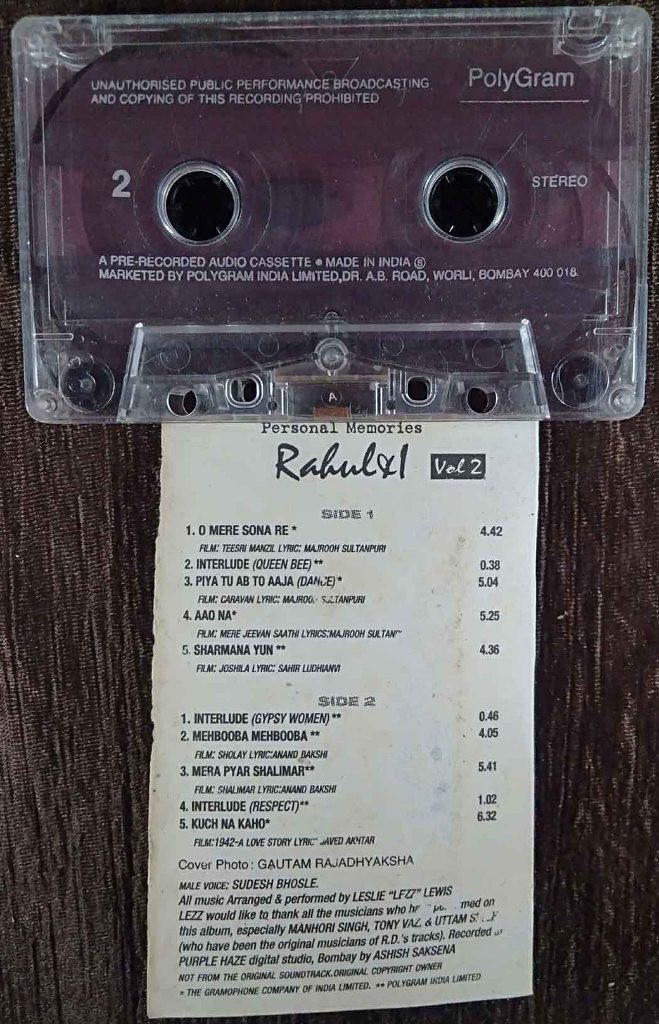 UNAUTHORISED PUBLIC PERFORMANCE BROADCASTING
AND COPYING OF THIS RECORDING PROHIBITED
PolyGram
2
STEREO
A PRE-RECORDED AUDIO CASSETTE • MADE IN INDIA Ⓢ
MARKETED BY POLYGRAM INDIA LIMITED,DR. A.B. ROAD, WORLI, BOMBAY 400 018.
A
Personal Memories
Rahul&I Vol 2
SIDE 1
1. O MERE SONA RE * 4.42
FILM: TEESRI MANZIL LYRIC: MAJROOH SULTANPURI
2. INTERLUDE (QUEEN BEE) ** 0.38
3. PIYA TU AB TO AAJA (DANCE) * 5.04
FILM: CARAVAN LYRIC: SULTANPURI
4. AAO NA* 5.25
FILM: MERE JEEVAN SAATHI LYRICS:MAJROOH
5. SHARMANA YUN ** 4.36
FILM: JOSHILA LYRIC: SAHIR LUDHIANVI
SIDE 2
1. INTERLUDE (GYPSY WOMEN) ** 0.46
2. MEHBOOBA MEHBOOBA ** 4.05
FILM: SHOLAY LYRIC:ANAND BAKSHI
3. MERA PYAR SHALIMAR** 5.41
FILM: SHALIMAR LYRIC:ANAND BAKSHI
4. INTERLUDE (RESPECT)** 1.02
5. KUCH NA KAHO* 6.32
FILM:1942-A LOVE STORY LYRIC: JAVED AKHTAR
Cover Photo : GAUTAM RAJADHYAKSHA
MALE VOICE: SUDESH BHOSLE.
All music Arranged & performed by LESLIE "LEZZ" LEWIS
LEZZ would like to thank all the musicians who on
this album, especially MANHORI SINGH, TONY VAZ, & UTTAM
(who have been the original musicians of R.D.'s tracks). Recorded
PURPLE HAZE digital studio, Bombay by ASHISH SAKSENA
NOT FROM THE ORIGINAL SOUNDTRACK.ORIGINAL COPYRIGHT OWNER
* THE GRAMOPHONE COMPANY OF INDIA LIMITED. ** POLYGRAM INDIA LIMITED